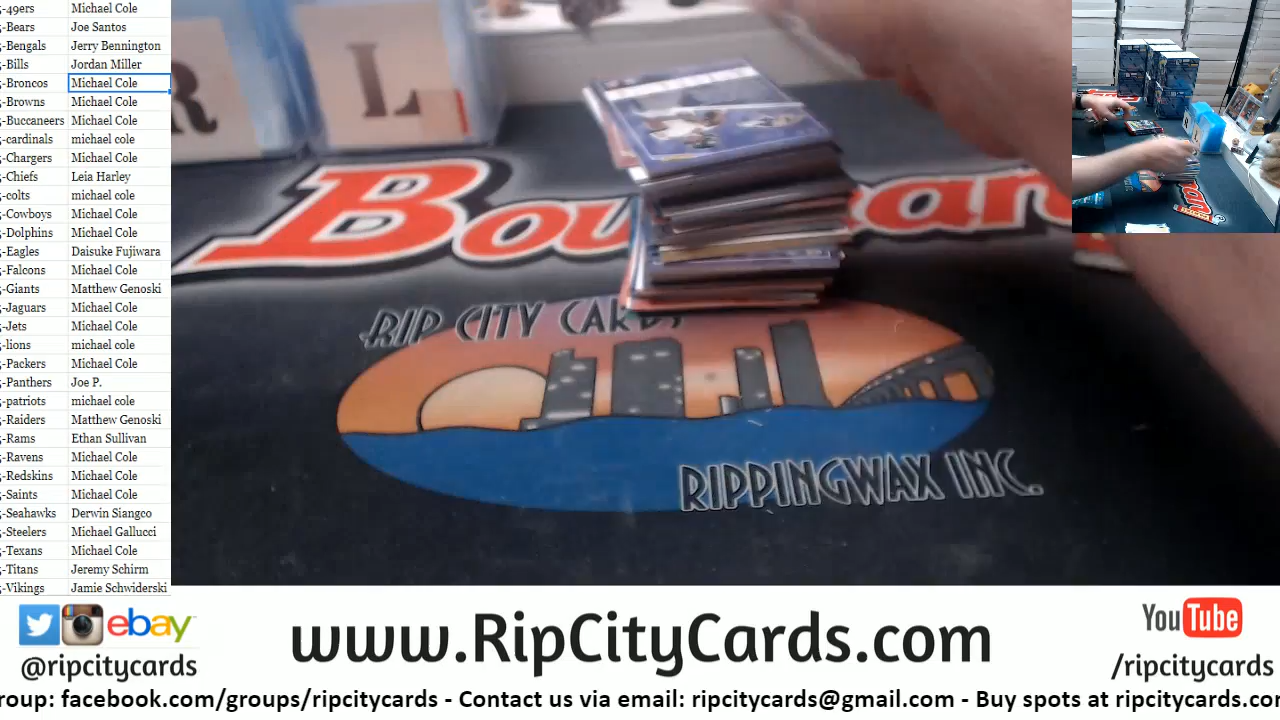 -49ers Michael Cole
-Bears Joe Santos
-Bengals Jerry Bennington
-Bills Jordan Miller
-Broncos Michael Cole
-Browns Michael Cole
-Buccaneers Michael Cole
-cardinals michael cole
-Chargers Michael Cole
-Chiefs Leia Harley
-colts michael cole
-Cowboys Michael Cole
-Dolphins Michael Cole
-Eagles Daisuke Fujiwara
-Falcons Michael Cole
-Giants Matthew Genoski
-Jaguars Michael Cole
-Jets Michael Cole
-lions michael cole
-Packers Michael Cole
-Panthers Joe P.
-patriots michael cole
-Raiders Matthew Genoski
-Rams Ethan Sullivan
-Ravens Michael Cole
-Redskins Michael Cole
-Saints Michael Cole
-Seahawks Derwin Siangco
-Steelers Michael Gallucci
-Texans Michael Cole
-Titans Jeremy Schirm
-Vikings Jamie Schwiderski
R L
Bow an
RIP CITY CARDS
RIPPINGWAX INC.
ebay
@ripcitycards
www.RipCityCards.com
YouTube
/ripcitycards
roup: facebook.com/groups/ripcitycards - Contact us via email: ripcitycards@gmail.com - Buy spots at ripcitycards.com